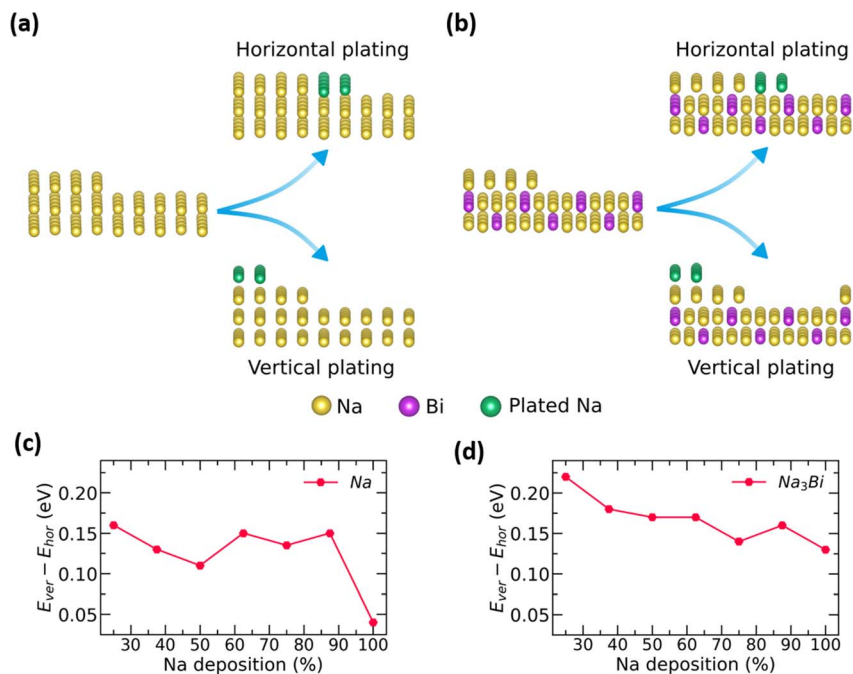 (a)
Horizontal plating
Vertical plating
(b)
Horizontal plating
Vertical plating
Na Bi Plated Na
(c)
E_ver − E_hor (eV)
0.20
0.15
0.10
0.05
Na
30 40 50 60 70 80 90 100
Na deposition (%)
(d)
E_ver − E_hor (eV)
0.20
0.15
0.10
0.05
Na₃Bi
30 40 50 60 70 80 90 100
Na deposition (%)